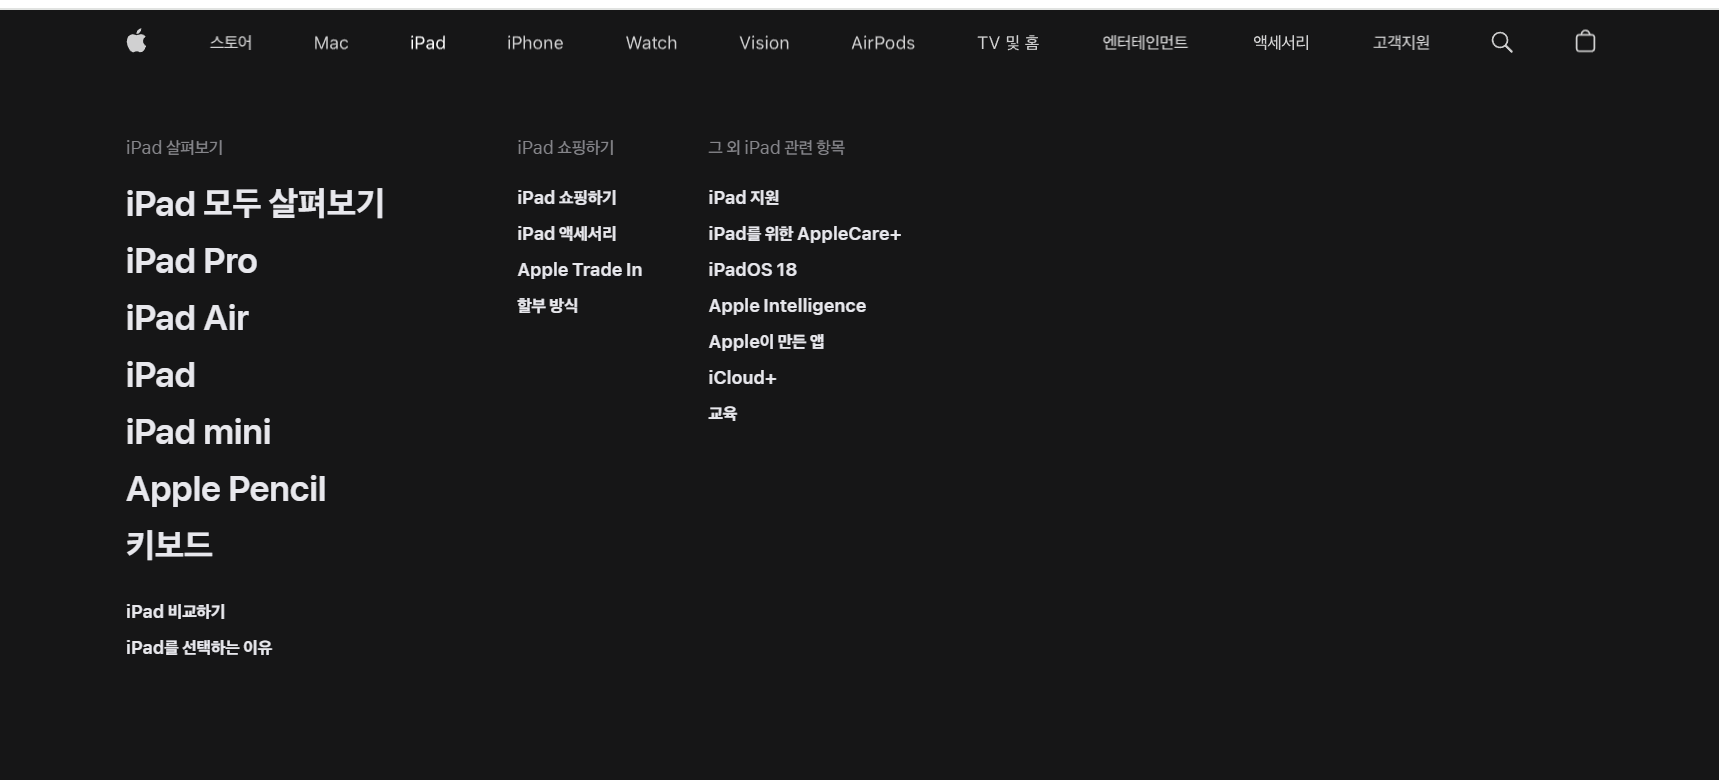 스토어 Mac iPad iPhone Watch Vision AirPods TV 및 홈 엔터테인먼트 액세서리 고객지원
iPad 살펴보기
iPad 모두 살펴보기
iPad Pro
iPad Air
iPad
iPad mini
Apple Pencil
키보드
iPad 비교하기
iPad를 선택하는 이유
iPad 쇼핑하기
iPad 쇼핑하기
iPad 액세서리
Apple Trade In
할부 방식
그 외 iPad 관련 항목
iPad 지원
iPad를 위한 AppleCare+
iPadOS 18
Apple Intelligence
Apple이 만든 앱
iCloud+
교육